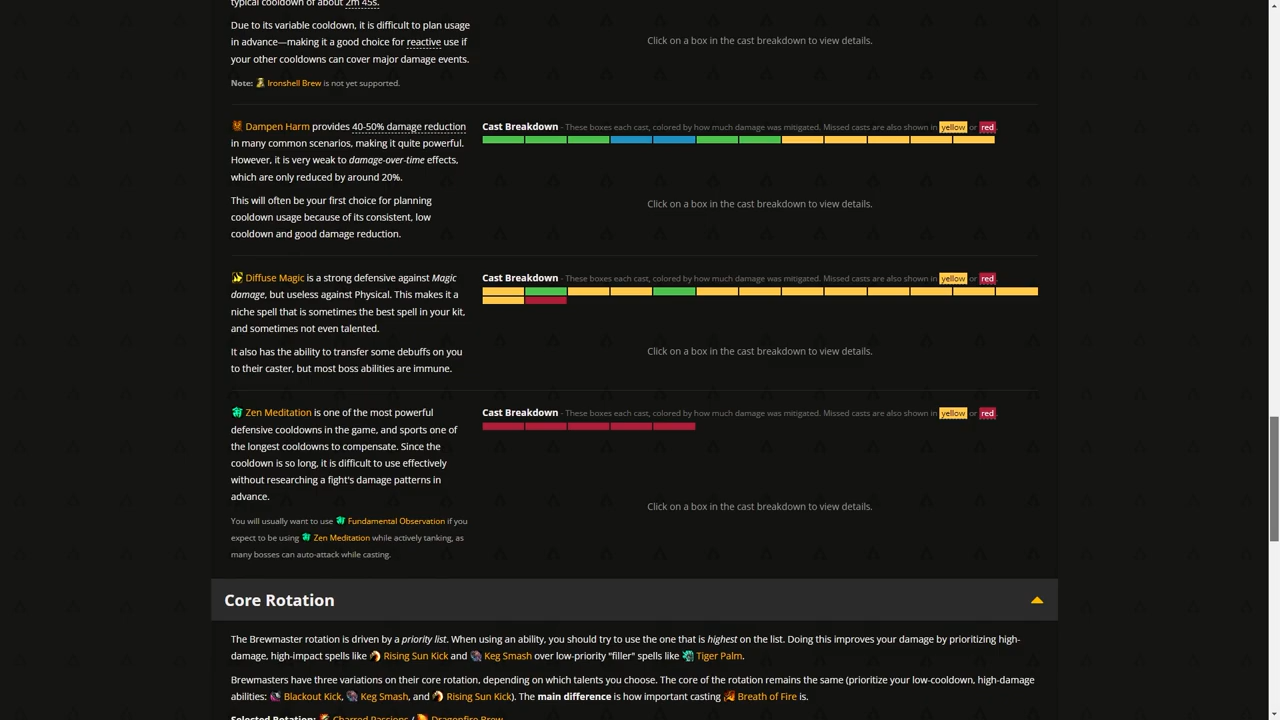 typical cooldown of about 2m 45s.
Due to its variable cooldown, it is difficult to plan usage
in advance—making it a good choice for reactive use if
your other cooldowns can cover major damage events.
Click on a box in the cast breakdown to view details.
Note: Ironshell Brew is not yet supported.
Dampen Harm provides 40-50% damage reduction
in many common scenarios, making it quite powerful.
However, it is very weak to damage-over-time effects,
which are only reduced by around 20%.
This will often be your first choice for planning
cooldown usage because of its consistent, low
cooldown and good damage reduction.
Cast Breakdown - These boxes each cast, colored by how much damage was mitigated. Missed casts are also shown in yellow or red.
Click on a box in the cast breakdown to view details.
Diffuse Magic is a strong defensive against Magic
damage, but useless against Physical. This makes it a
niche spell that is sometimes the best spell in your kit,
and sometimes not even talented.
It also has the ability to transfer some debuffs on you
to their caster, but most boss abilities are immune.
Cast Breakdown - These boxes each cast, colored by how much damage was mitigated. Missed casts are also shown in yellow or red.
Click on a box in the cast breakdown to view details.
Zen Meditation is one of the most powerful
defensive cooldowns in the game, and sports one of
the longest cooldowns to compensate. Since the
cooldown is so long, it is difficult to use effectively
without researching a fight's damage patterns in
advance.
You will usually want to use Fundamental Observation if you
expect to be using Zen Meditation while actively tanking, as
many bosses can auto-attack while casting.
Cast Breakdown - These boxes each cast, colored by how much damage was mitigated. Missed casts are also shown in yellow or red.
Click on a box in the cast breakdown to view details.
Core Rotation
The Brewmaster rotation is driven by a priority list. When using an ability, you should try to use the one that is highest on the list. Doing this improves your damage by prioritizing high-
damage, high-impact spells like Rising Sun Kick and Keg Smash over low-priority "filler" spells like Tiger Palm.
Brewmasters have three variations on their core rotation, depending on which talents you choose. The core of the rotation remains the same (prioritize your low-cooldown, high-damage
abilities: Blackout Kick, Keg Smash, and Rising Sun Kick). The main difference is how important casting Breath of Fire is.
Selected Rotation: Charred Passions / Dragonfire Brew